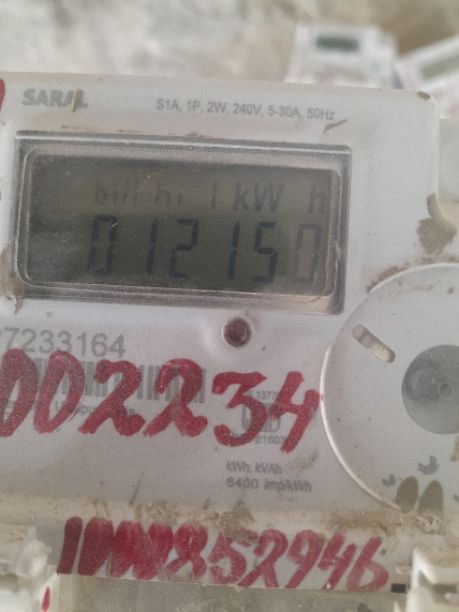 SARAL
S1A, 1P, 2W, 240V, 5-30A, 50Hz
bill hi 1 kW h
012150
7233164
002234
kWh, kVAh
6400 imp/kWh